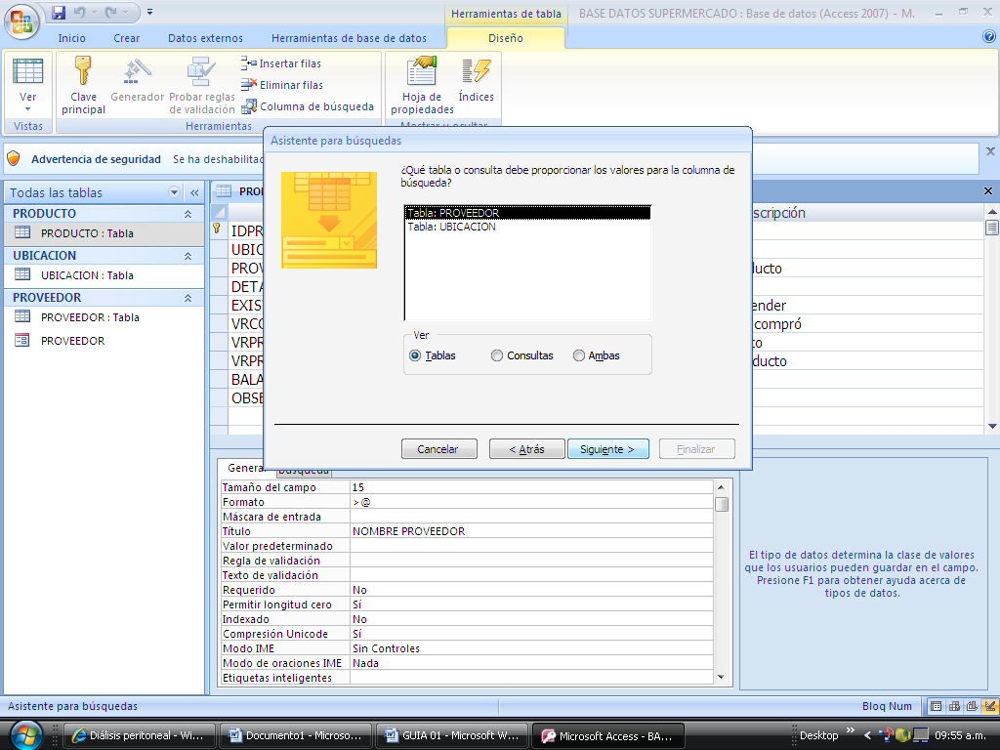 Herramientas de tabla
BASE DATOS SUPERMERCADO : Base de datos (Access 2007) - M.
Inicio
Crear
Datos externos
Herramientas de base de datos
Diseño
Ver
Clave principal
Generador
Probar reglas de validación
Insertar filas
Eliminar filas
Columna de búsqueda
Hoja de propiedades
Índices
Vistas
Herramientas
Mostrar u ocultar
Advertencia de seguridad
Se ha deshabilitad
Todas las tablas
PRODUCTO
PRODUCTO : Tabla
UBICACION
UBICACION : Tabla
PROVEEDOR
PROVEEDOR : Tabla
PROVEEDOR
PRO
scripción
IDPR
UBIC
PROV
ducto
DETA
EXIS
ender
VRCO
compró
VRPR
to
VRPR
ducto
BALA
OBSE
Asistente para búsquedas
¿Qué tabla o consulta debe proporcionar los valores para la columna de
búsqueda?
Tabla: PROVEEDOR
Tabla: UBICACION
Ver
Tablas
Consultas
Ambas
Cancelar
< Atrás
Siguiente >
Finalizar
General
Búsqueda
Tamaño del campo 15
Formato >@
Máscara de entrada
Título NOMBRE PROVEEDOR
Valor predeterminado
Regla de validación
Texto de validación
Requerido No
Permitir longitud cero Sí
Indexado No
Compresión Unicode Sí
Modo IME Sin Controles
Modo de oraciones IME Nada
Etiquetas inteligentes
El tipo de datos determina la clase de valores
que los usuarios pueden guardar en el campo.
Presione F1 para obtener ayuda acerca de
tipos de datos.
Asistente para búsquedas
Bloq Num
Diálisis peritoneal - Wi...
Documento1 - Microso...
GUIA 01 - Microsoft W...
Microsoft Access - BA...
Desktop
09:55 a.m.